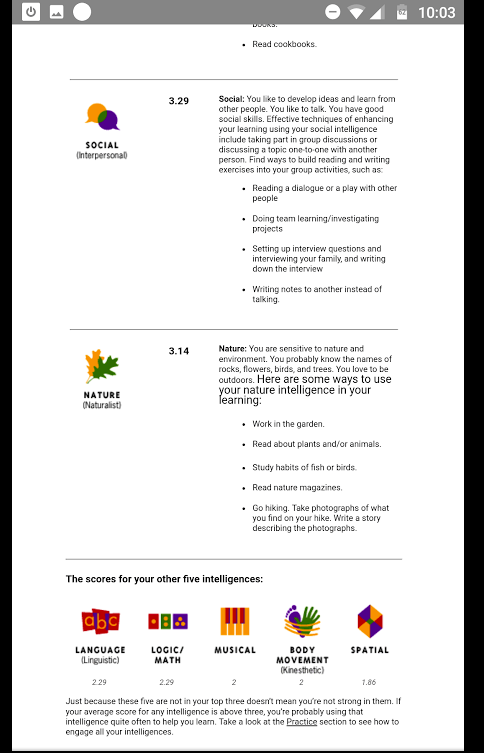 62
10:03
books.
• Read cookbooks.
3.29
Social: You like to develop ideas and learn from
other people. You like to talk. You have good
social skills. Effective techniques of enhancing
your learning using your social intelligence
include taking part in group discussions or
discussing a topic one-to-one with another
person. Find ways to build reading and writing
exercises into your group activities, such as:
SOCIAL
(Interpersonal)
• Reading a dialogue or a play with other
people
• Doing team learning/investigating
projects
• Setting up interview questions and
interviewing your family, and writing
down the interview
• Writing notes to another instead of
talking.
3.14
Nature: You are sensitive to nature and
environment. You probably know the names of
rocks, flowers, birds, and trees. You love to be
outdoors. Here are some ways to use
your nature intelligence in your
learning:
NATURE
(Naturalist)
• Work in the garden.
• Read about plants and/or animals.
• Study habits of fish or birds.
• Read nature magazines.
• Go hiking. Take photographs of what
you find on your hike. Write a story
describing the photographs.
The scores for your other five intelligences:
abc
LANGUAGE
(Linguistic)
2.29
LOGIC/
MATH
2.29
MUSICAL
2
BODY
MOVEMENT
(Kinesthetic)
2
SPATIAL
1.86
Just because these five are not in your top three doesn't mean you're not strong in them. If
your average score for any intelligence is above three, you're probably using that
intelligence quite often to help you learn. Take a look at the Practice section to see how to
engage all your intelligences.